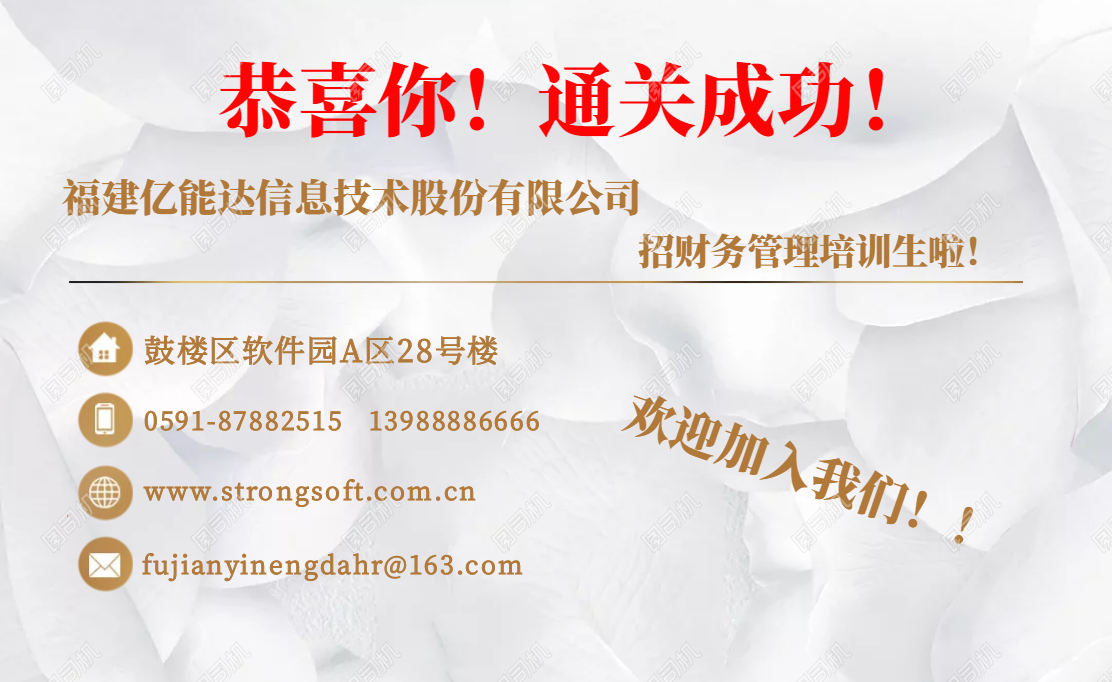 恭喜你！通关成功！
福建亿能达信息技术股份有限公司
招财务管理培训生啦！
鼓楼区软件园A区28号楼
0591-87882515 13988886666
www.strongsoft.com.cn
fujianyinengdahr@163.com
欢迎加入我们！！